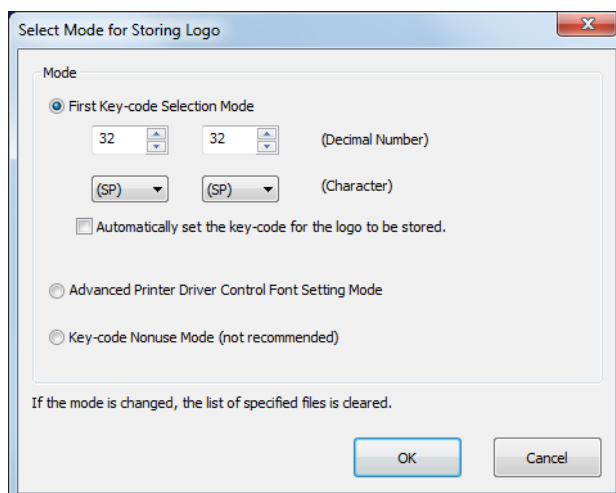 Select Mode for Storing Logo
Mode
First Key-code Selection Mode
32 32 (Decimal Number)
(SP) (SP) (Character)
Automatically set the key-code for the logo to be stored.
Advanced Printer Driver Control Font Setting Mode
Key-code Nonuse Mode (not recommended)
If the mode is changed, the list of specified files is cleared.
OK Cancel